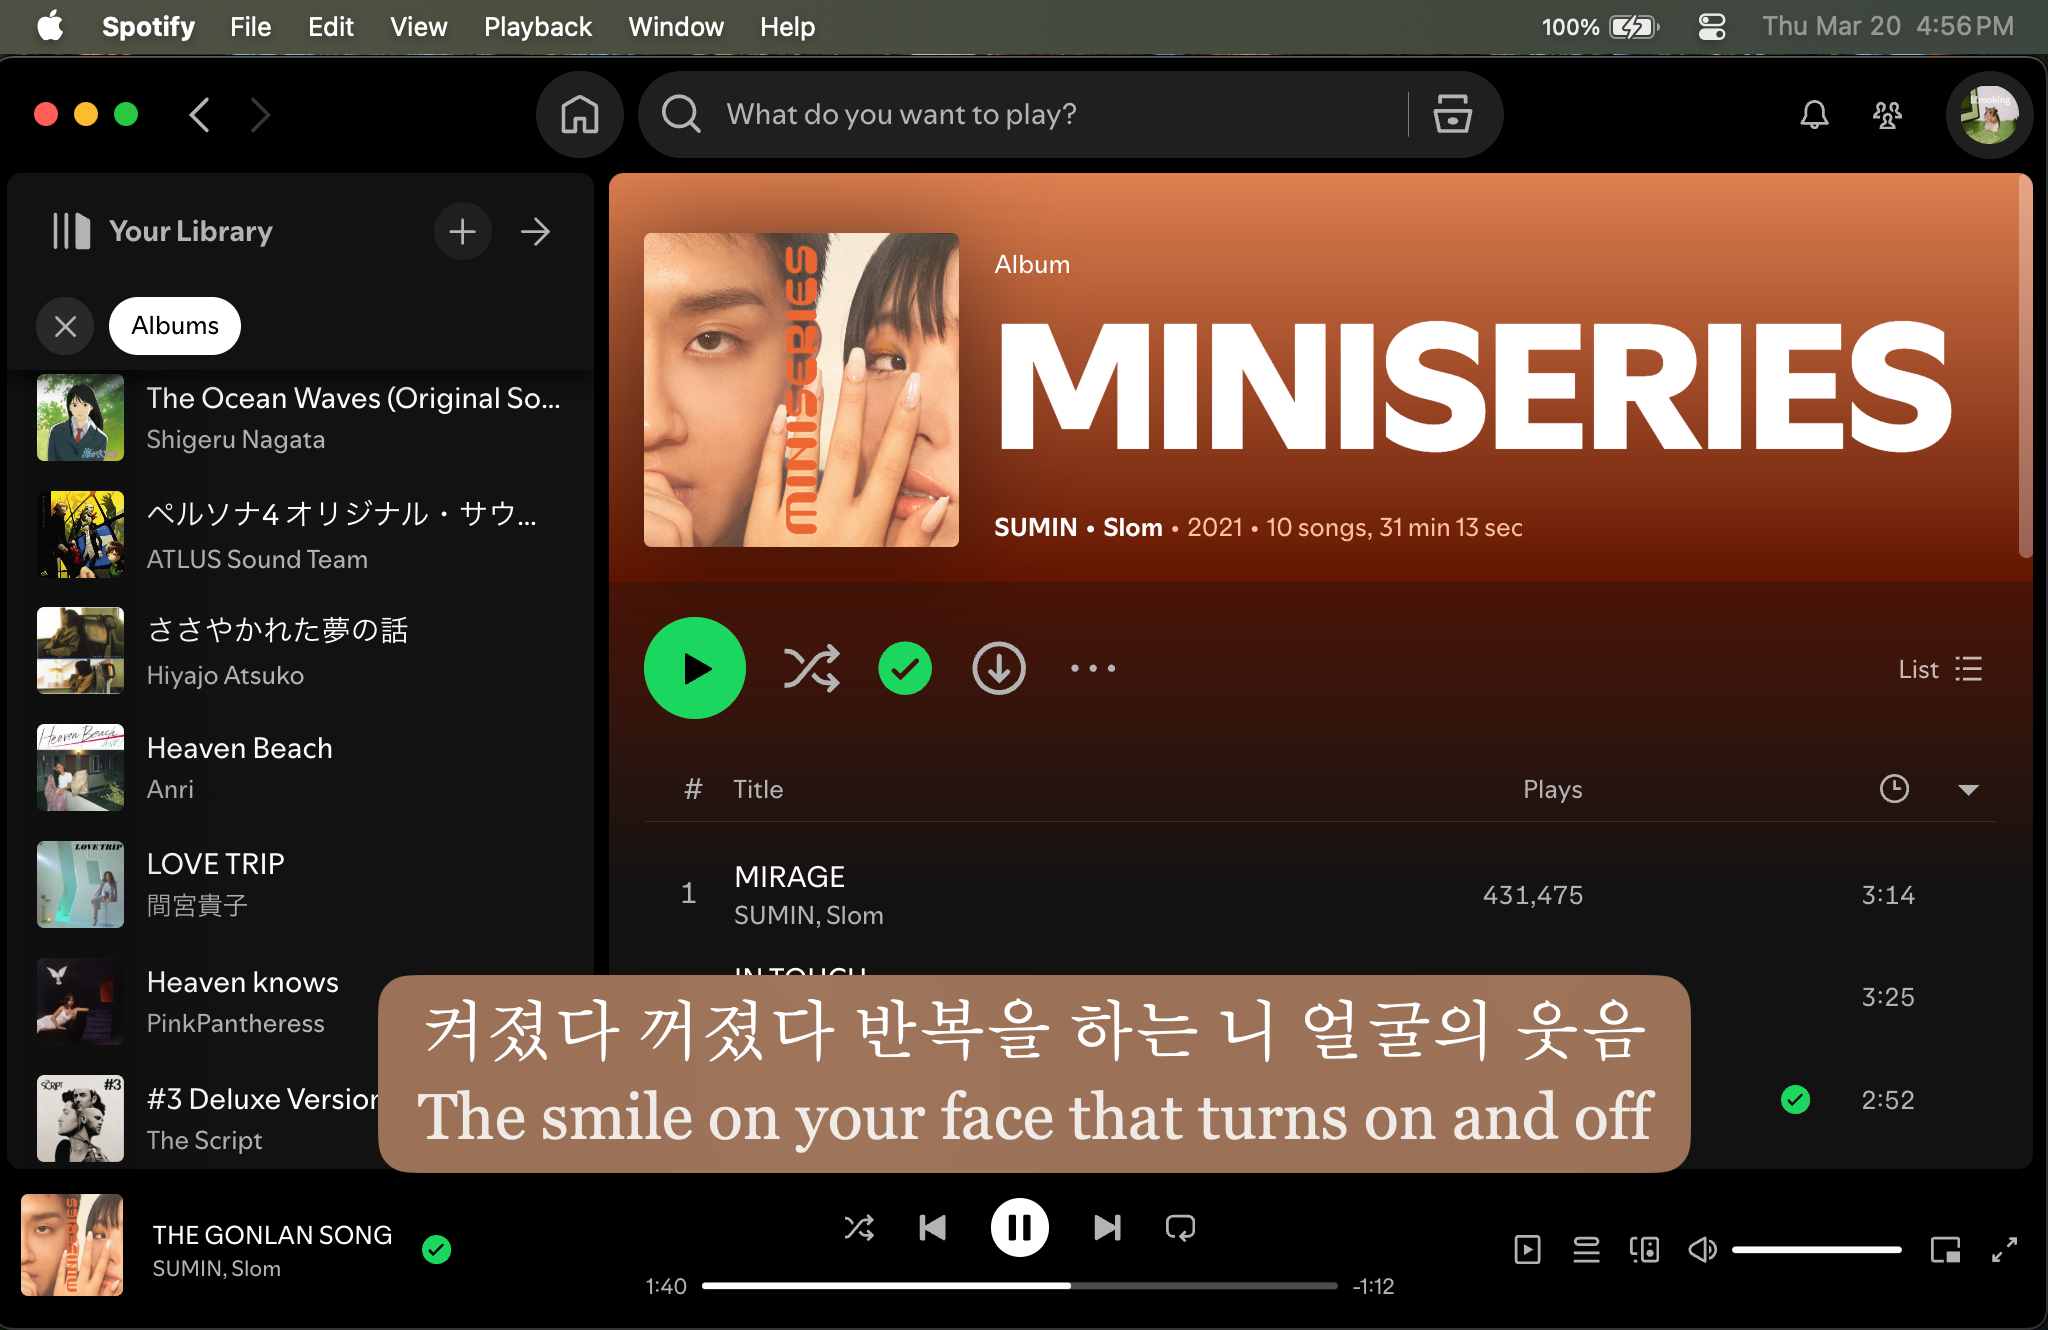 Spotify File Edit View Playback Window Help 100% Thu Mar 20 4:56 PM
What do you want to play?
Your Library
Albums
The Ocean Waves (Original So...
Shigeru Nagata
ペルソナ4 オリジナル・サウ...
ATLUS Sound Team
ささやかれた夢の話
Hiyajo Atsuko
Heaven Beach
Anri
LOVE TRIP
間宮貴子
Heaven knows
PinkPantheress
#3 Deluxe Version
The Script
MINISERIES
Album
MINISERIES
SUMIN • Slom • 2021 • 10 songs, 31 min 13 sec
List
# Title Plays
1 MIRAGE 431,475 3:14
SUMIN, Slom
IN TOUCH 3:25
2:52
켜졌다 꺼졌다 반복을 하는 니 얼굴의 웃음
The smile on your face that turns on and off
THE GONLAN SONG
SUMIN, Slom
1:40 -1:12